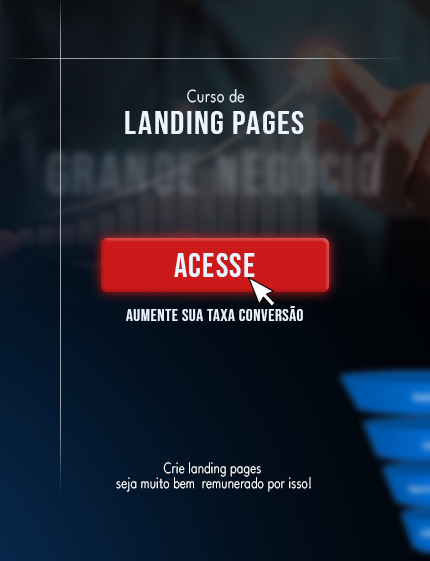 Curso de
LANDING PAGES
GRANDE NEGÓCIO
ACESSE
AUMENTE SUA TAXA CONVERSÃO
Crie landing pages
seja muito bem remunerado por isso!